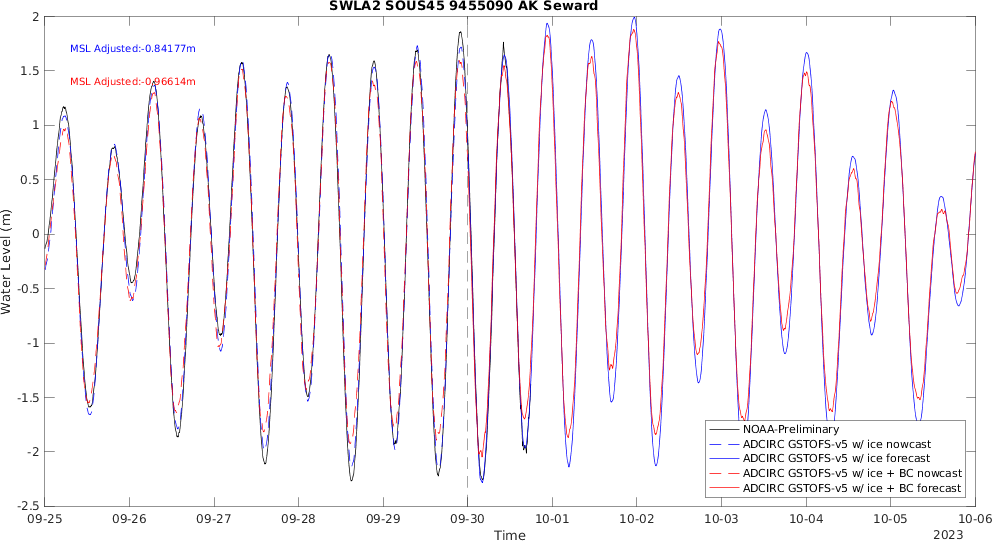 SWLA2 SOUS45 9455090 AK Seward
MSL Adjusted:-0.84177m
MSL Adjusted:-0.96614m
2
1.5
1
0.5
0
-0.5
-1
-1.5
-2
-2.5
Water Level (m)
NOAA-Preliminary
ADCIRC GSTOFS-v5 w/ ice nowcast
ADCIRC GSTOFS-v5 w/ ice forecast
ADCIRC GSTOFS-v5 w/ ice + BC nowcast
ADCIRC GSTOFS-v5 w/ ice + BC forecast
09-25 09-26 09-27 09-28 09-29 09-30 10-01 10-02 10-03 10-04 10-05 10-06
Time
2023